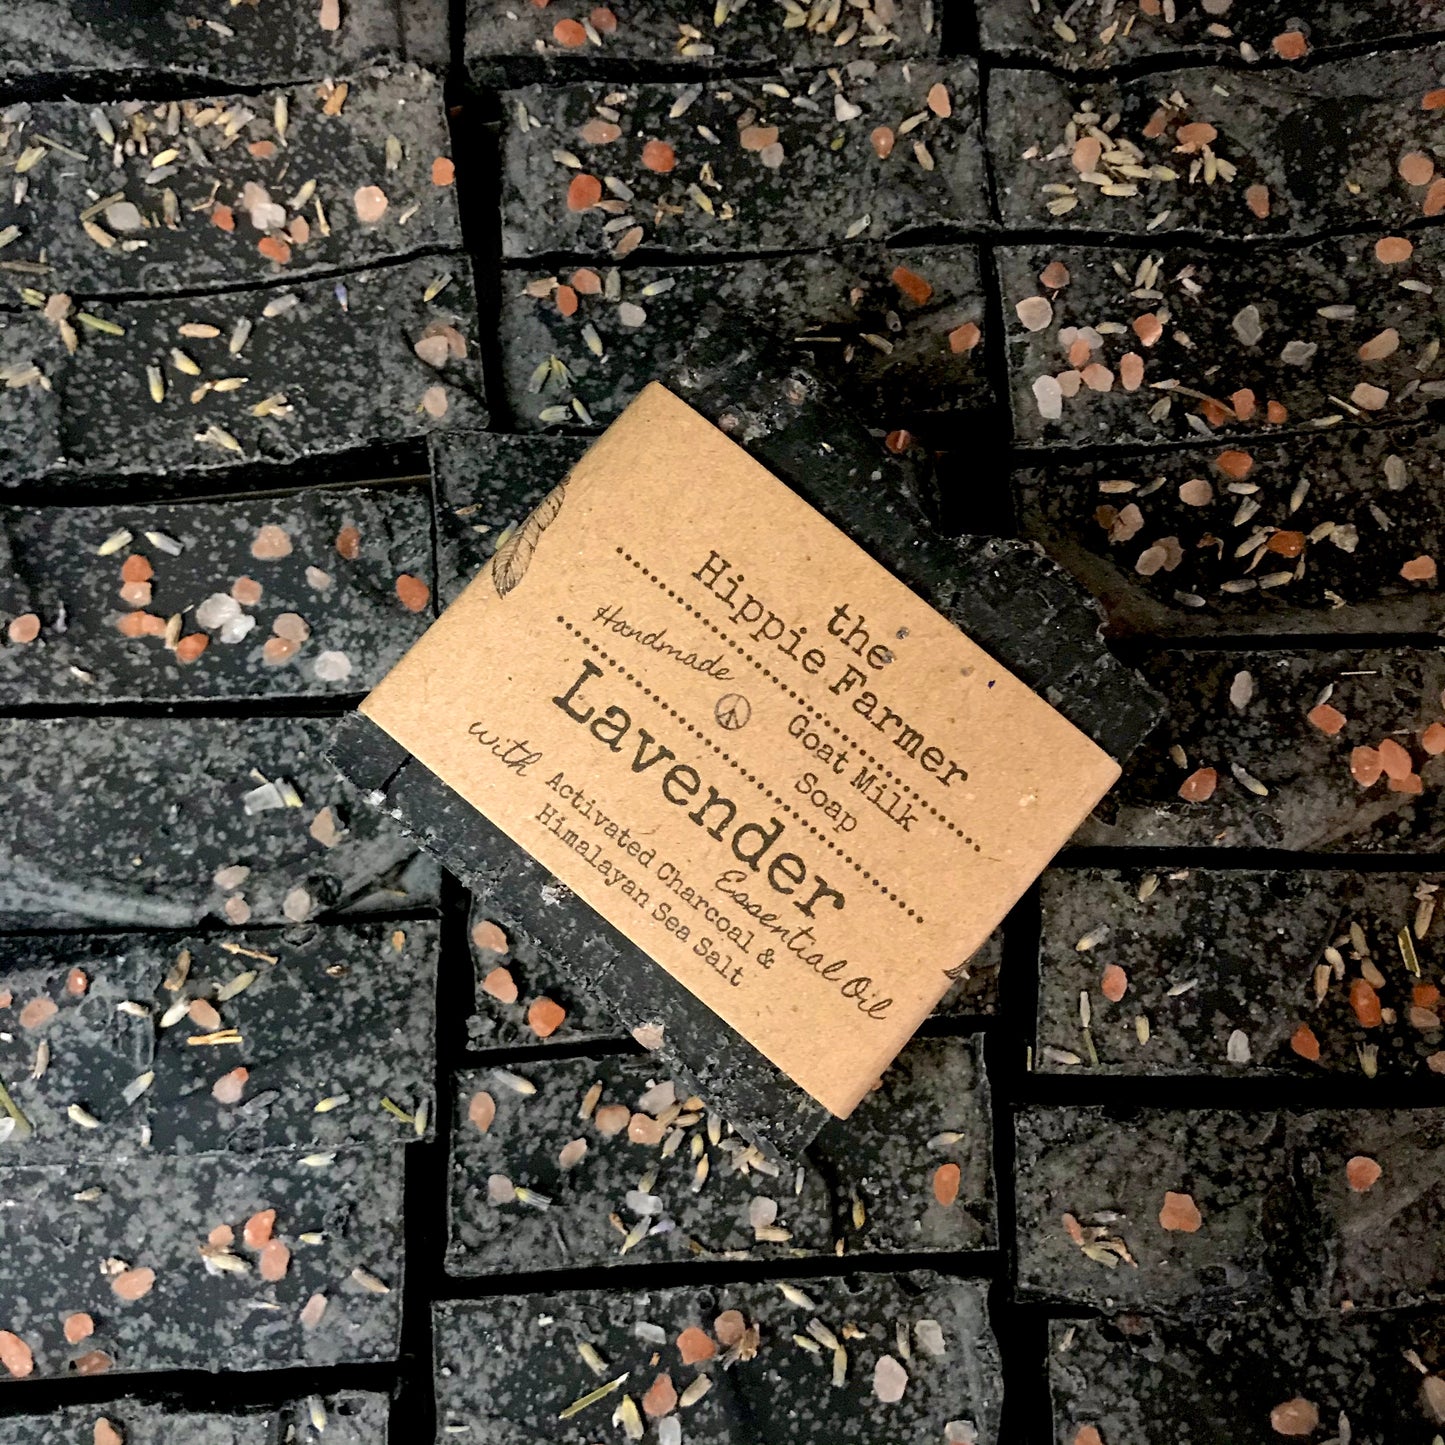 the
Hippie Farmer
Handmade Goat Milk
Soap
Lavender
Essential Oil
with Activated Charcoal &
Himalayan Sea Salt